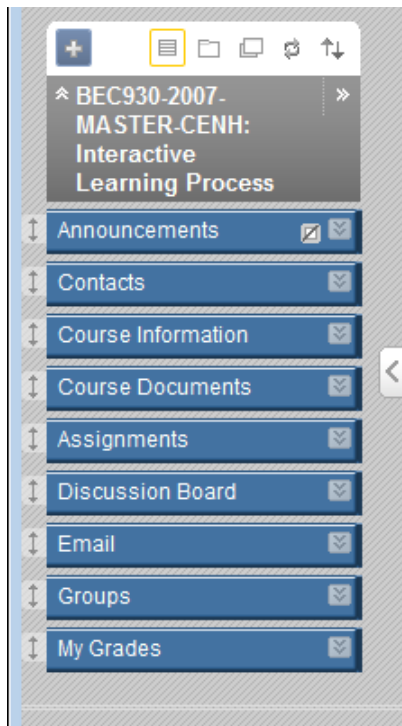 BEC930-2007-
MASTER-CENH:
Interactive
Learning Process
Announcements
Contacts
Course Information
Course Documents
Assignments
Discussion Board
Email
Groups
My Grades